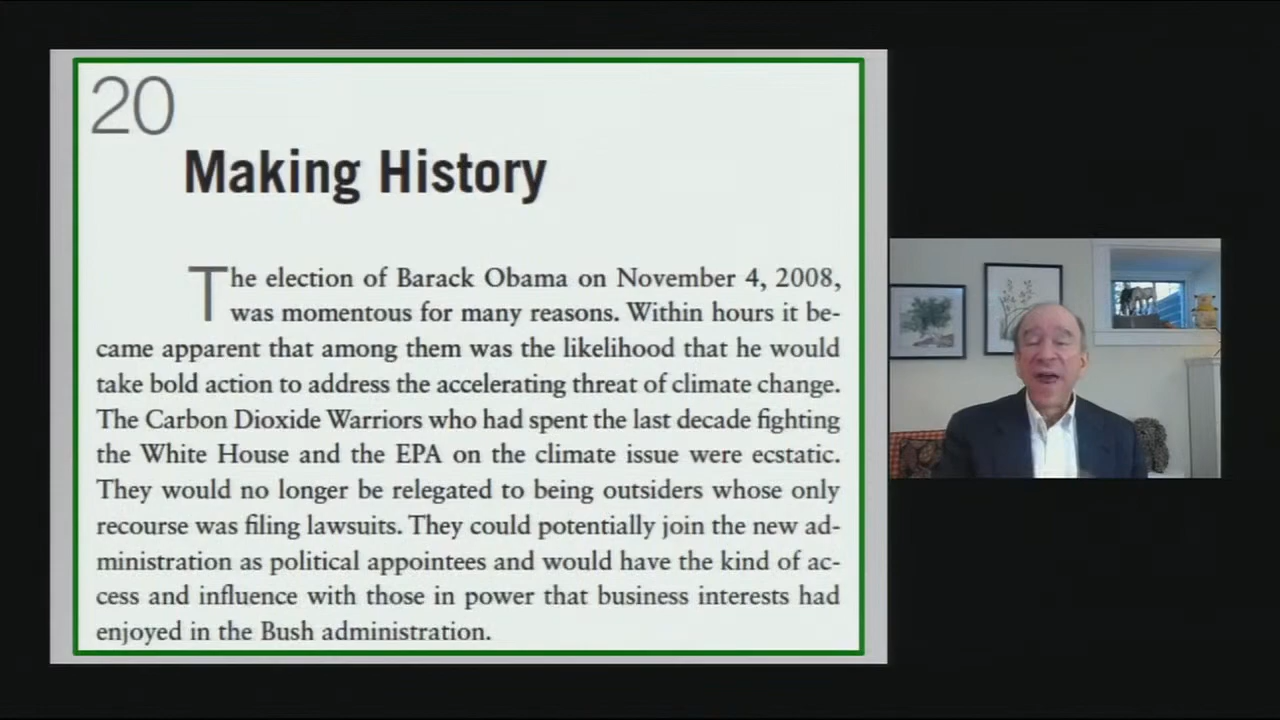 20
Making History
The election of Barack Obama on November 4, 2008,
was momentous for many reasons. Within hours it be-
came apparent that among them was the likelihood that he would
take bold action to address the accelerating threat of climate change.
The Carbon Dioxide Warriors who had spent the last decade fighting
the White House and the EPA on the climate issue were ecstatic.
They would no longer be relegated to being outsiders whose only
recourse was filing lawsuits. They could potentially join the new ad-
ministration as political appointees and would have the kind of ac-
cess and influence with those in power that business interests had
enjoyed in the Bush administration.